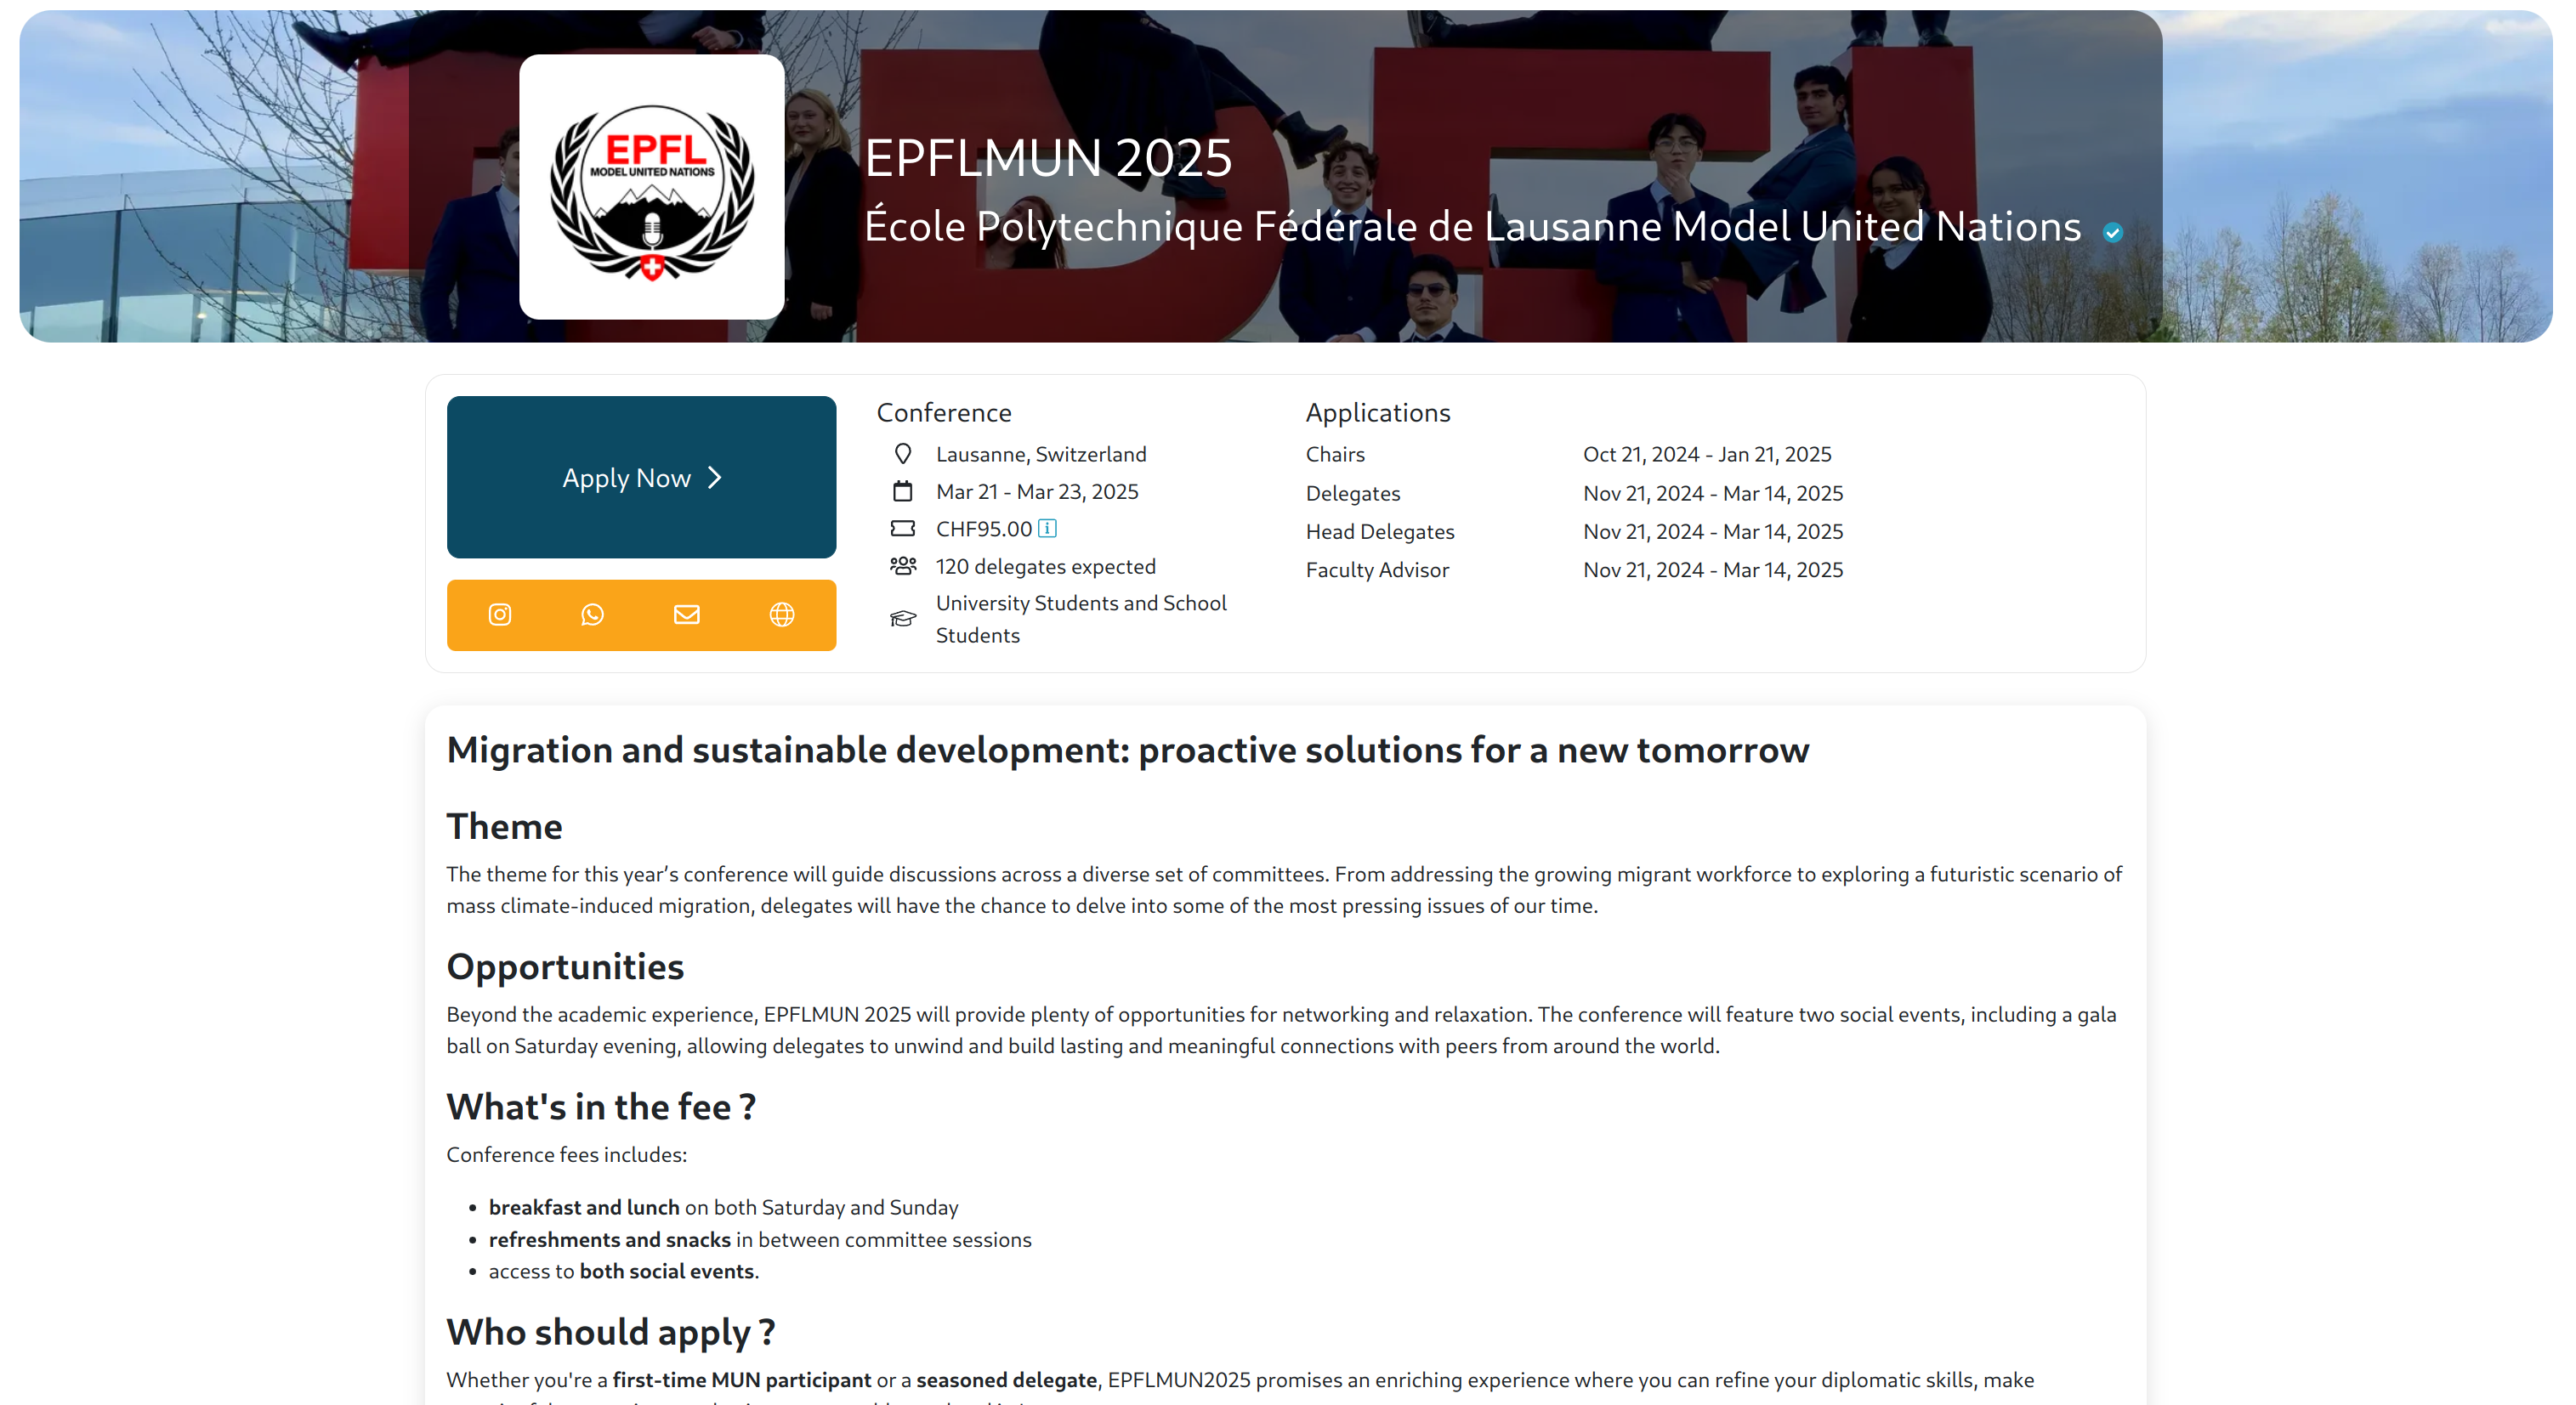 EPFL
MODEL UNITED NATIONS
EPFLMUN 2025
École Polytechnique Fédérale de Lausanne Model United Nations
Apply Now
Conference
Lausanne, Switzerland
Mar 21 - Mar 23, 2025
CHF95.00
120 delegates expected
University Students and School
Students
Applications
Chairs Oct 21, 2024 - Jan 21, 2025
Delegates Nov 21, 2024 - Mar 14, 2025
Head Delegates Nov 21, 2024 - Mar 14, 2025
Faculty Advisor Nov 21, 2024 - Mar 14, 2025
Migration and sustainable development: proactive solutions for a new tomorrow
Theme
The theme for this year’s conference will guide discussions across a diverse set of committees. From addressing the growing migrant workforce to exploring a futuristic scenario of
mass climate-induced migration, delegates will have the chance to delve into some of the most pressing issues of our time.
Opportunities
Beyond the academic experience, EPFLMUN 2025 will provide plenty of opportunities for networking and relaxation. The conference will feature two social events, including a gala
ball on Saturday evening, allowing delegates to unwind and build lasting and meaningful connections with peers from around the world.
What's in the fee ?
Conference fees includes:
• breakfast and lunch on both Saturday and Sunday
• refreshments and snacks in between committee sessions
• access to both social events.
Who should apply ?
Whether you're a first-time MUN participant or a seasoned delegate, EPFLMUN2025 promises an enriching experience where you can refine your diplomatic skills, make